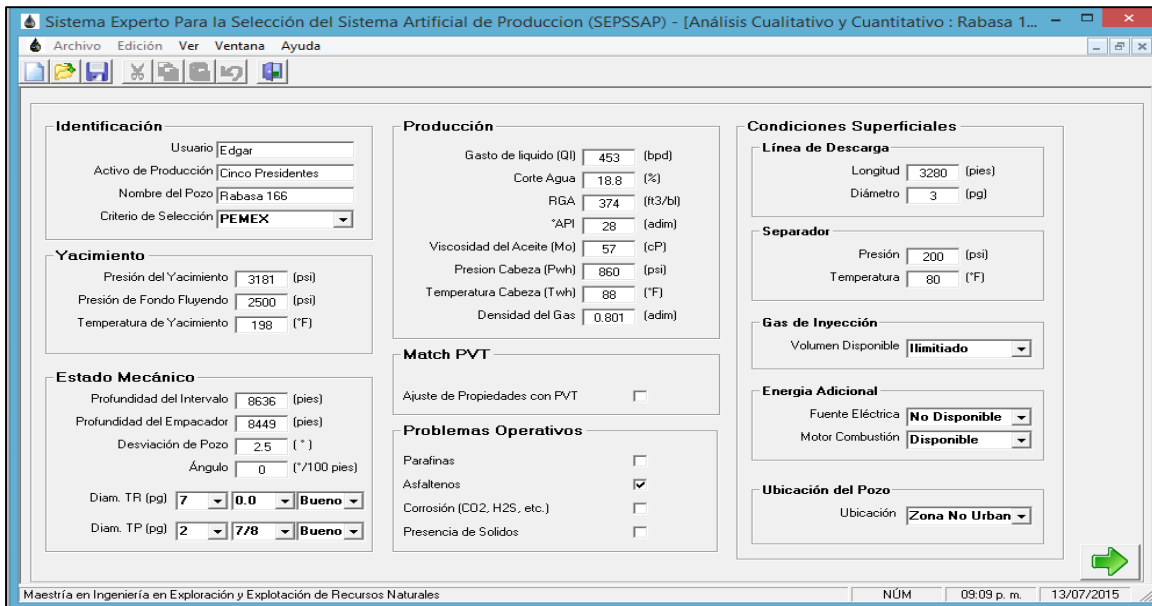 Sistema Experto Para la Selección del Sistema Artificial de Produccion (SEPSSAP) - [Análisis Cualitativo y Cuantitativo : Rabasa 1...
Archivo Edición Ver Ventana Ayuda
Identificación
Usuario Edgar
Activo de Producción Cinco Presidentes
Nombre del Pozo Rabasa 166
Criterio de Selección PEMEX
Yacimiento
Presión del Yacimiento 3181 (psi)
Presión de Fondo Fluyendo 2500 (psi)
Temperatura de Yacimiento 198 (°F)
Estado Mecánico
Profundidad del Intervalo 8636 (pies)
Profundidad del Empacador 8449 (pies)
Desviación de Pozo 2.5 (°)
Ángulo 0 (°/100 pies)
Diam. TR (pg) 7 0.0 Bueno
Diam. TP (pg) 2 7/8 Bueno
Producción
Gasto de liquido (Ql) 453 (bpd)
Corte Agua 18.8 (%)
RGA 374 (ft3/bl)
°API 28 (adim)
Viscosidad del Aceite (Mo) 57 (cP)
Presion Cabeza (Pwh) 860 (psi)
Temperatura Cabeza (Twh) 88 (°F)
Densidad del Gas 0.801 (adim)
Match PVT
Ajuste de Propiedades con PVT
Problemas Operativos
Parafinas
Asfaltenos
Corrosión (CO2, H2S, etc.)
Presencia de Solidos
Condiciones Superficiales
Línea de Descarga
Longitud 3280 (pies)
Diámetro 3 (pg)
Separador
Presión 200 (psi)
Temperatura 80 (°F)
Gas de Inyección
Volumen Disponible Ilimitiado
Energia Adicional
Fuente Eléctrica No Disponible
Motor Combustión Disponible
Ubicación del Pozo
Ubicación Zona No Urban
Maestría en Ingeniería en Exploración y Explotación de Recursos Naturales NÚM 09:09 p. m. 13/07/2015